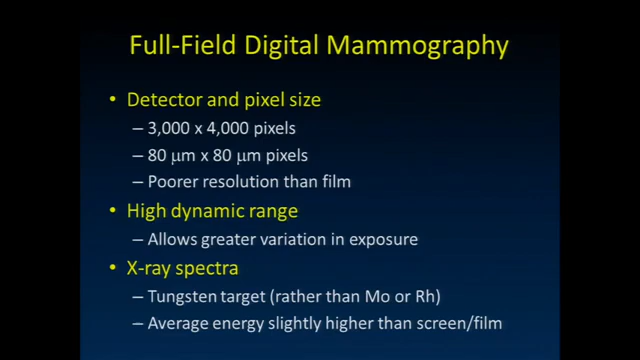 Full-Field Digital Mammography
• Detector and pixel size
– 3,000 x 4,000 pixels
– 80 μm x 80 μm pixels
– Poorer resolution than film
• High dynamic range
– Allows greater variation in exposure
• X-ray spectra
– Tungsten target (rather than Mo or Rh)
– Average energy slightly higher than screen/film